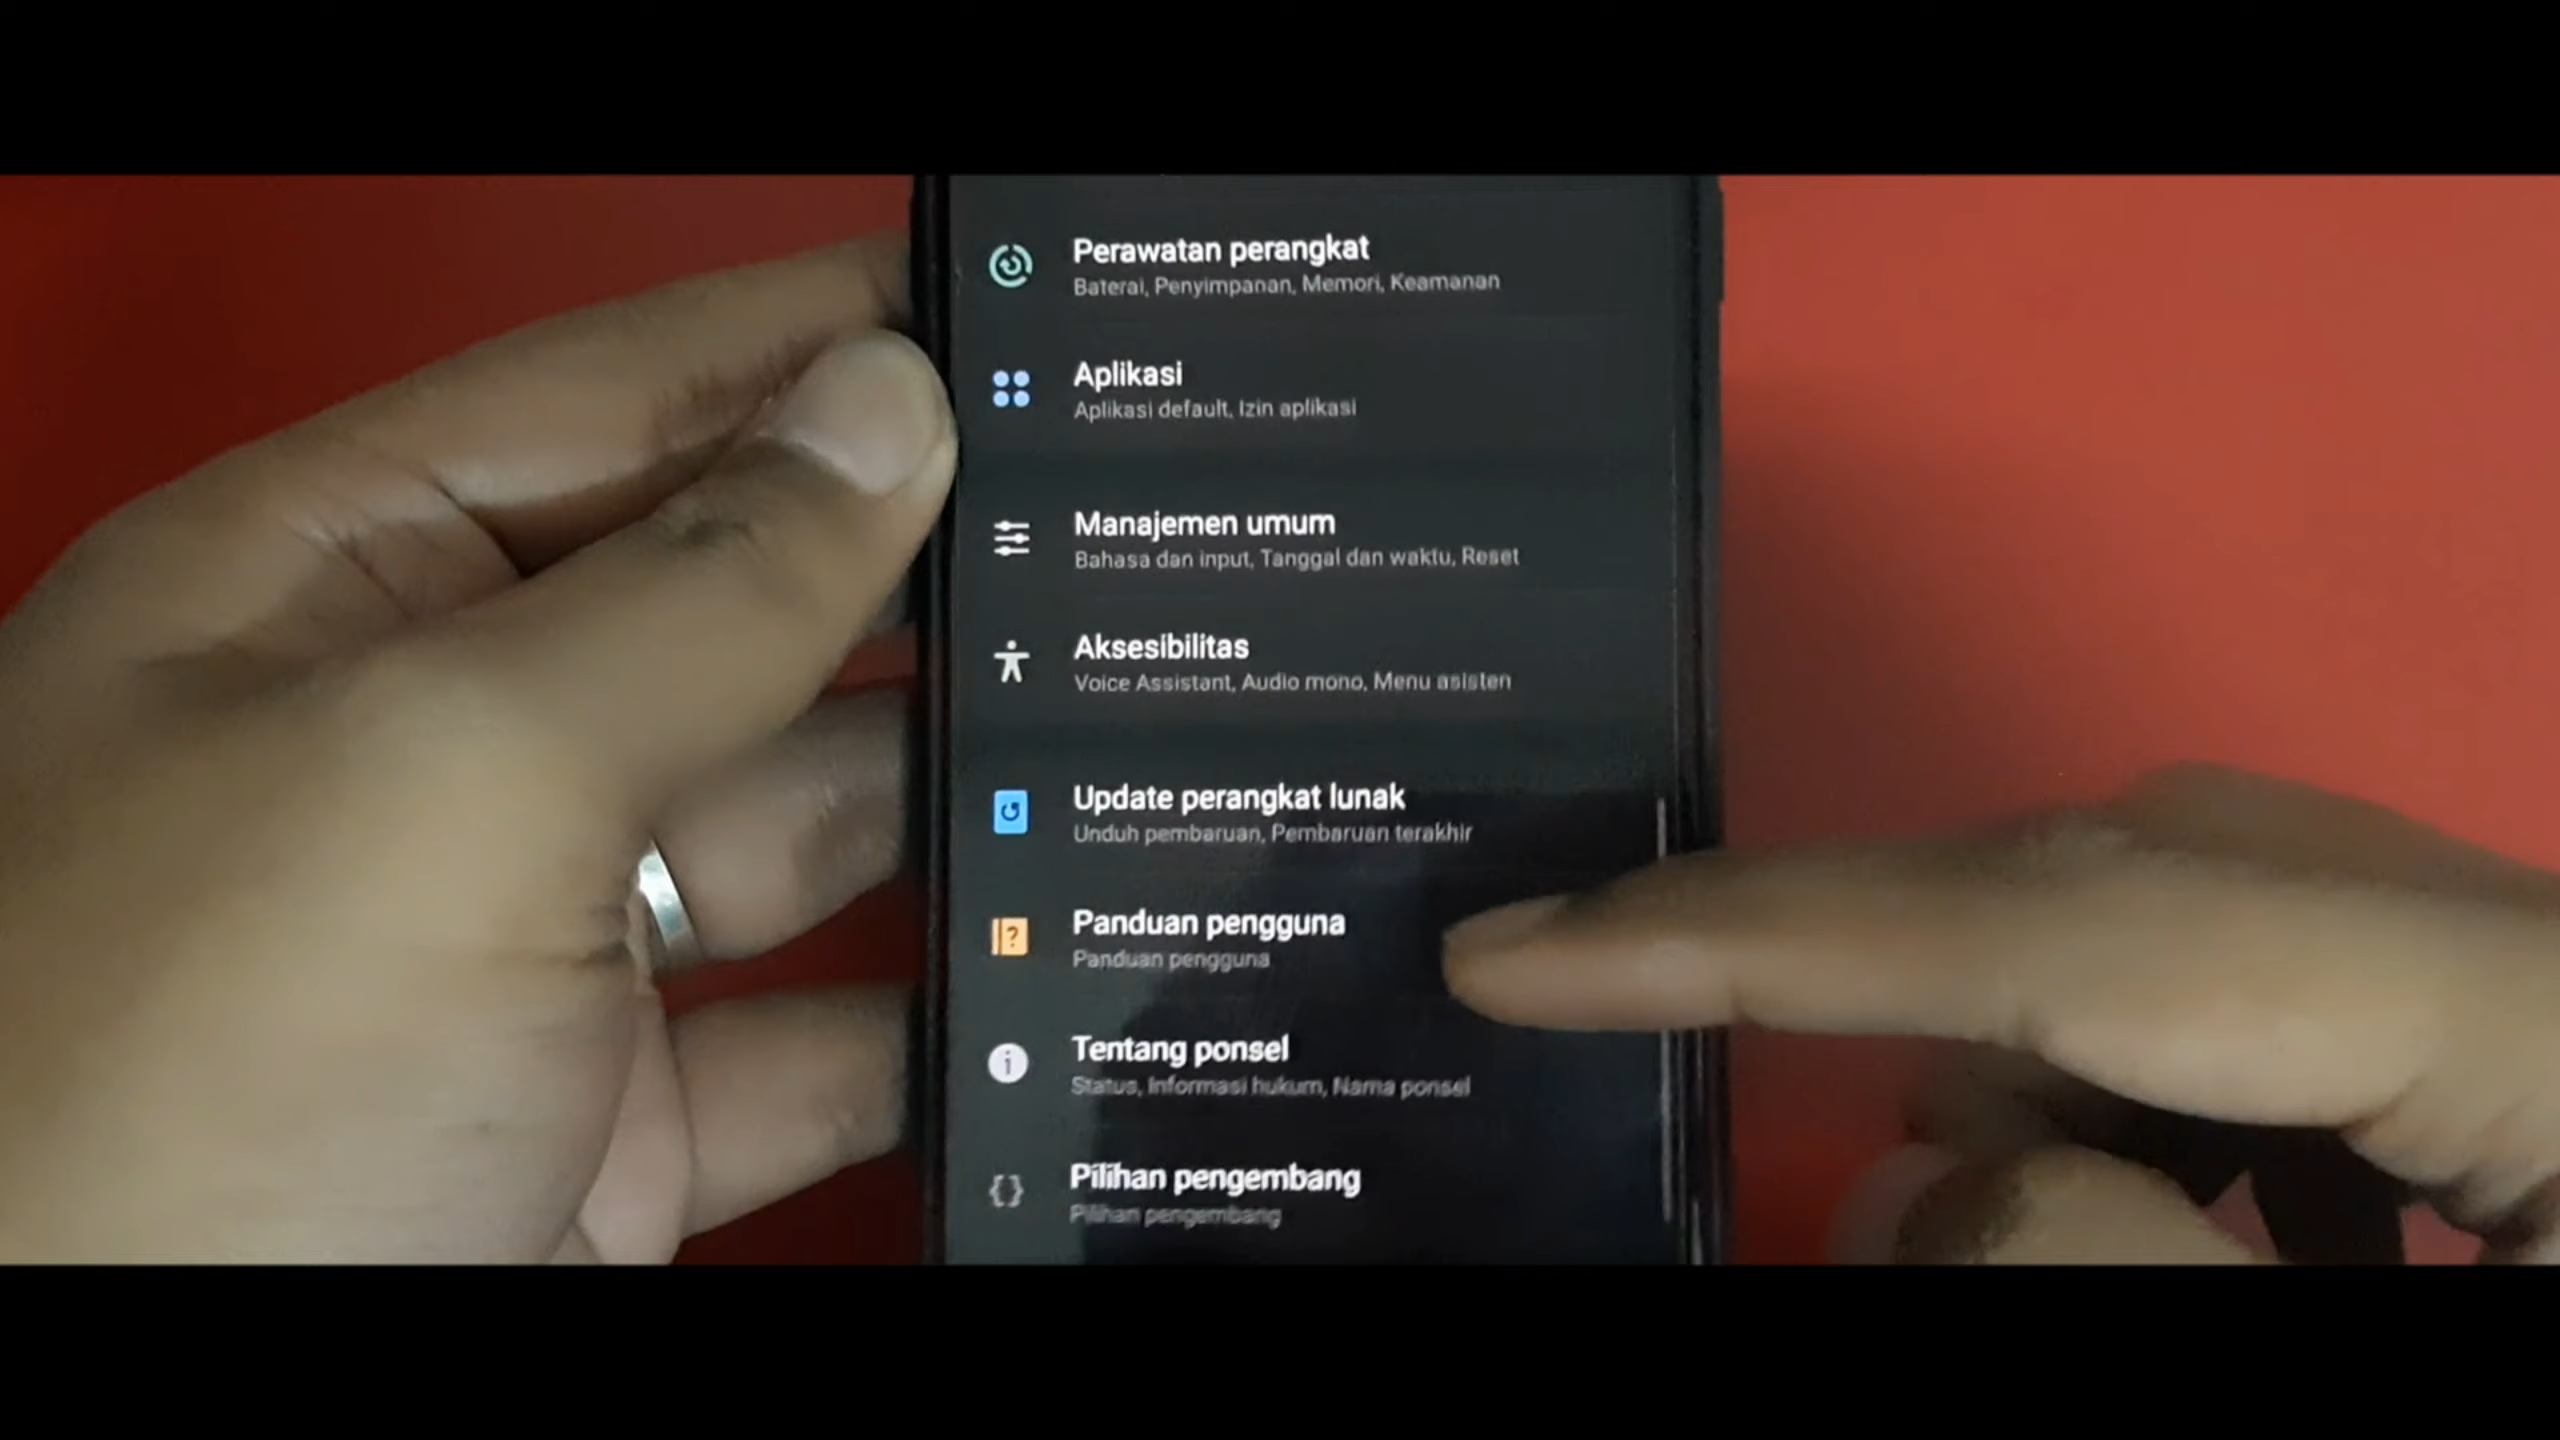 Perawatan perangkat
Baterai, Penyimpanan, Memori, Keamanan
Aplikasi
Aplikasi default, Izin aplikasi
Manajemen umum
Bahasa dan input, Tanggal dan waktu, Reset
Aksesibilitas
Voice Assistant, Audio mono, Menu asisten
Update perangkat lunak
Unduh pembaruan, Pembaruan terakhir
Panduan pengguna
Panduan pengguna
Tentang ponsel
Status, Informasi hukum, Nama ponsel
Pilihan pengembang
Pilihan pengembang